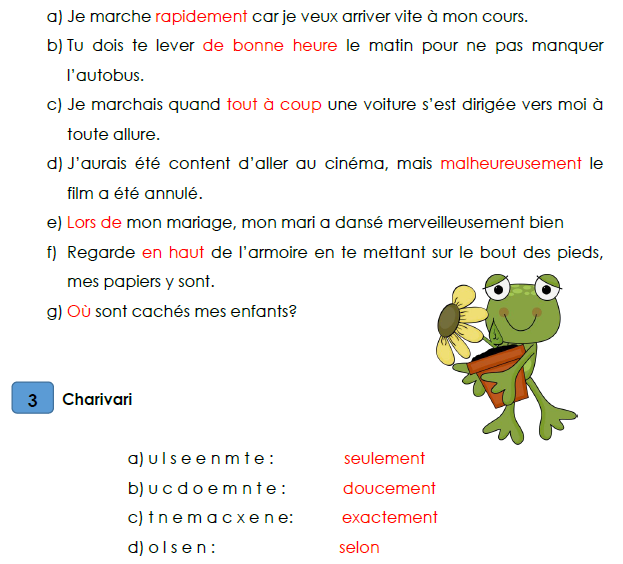 a) Je marche rapidement car je veux arriver vite à mon cours.
b) Tu dois te lever de bonne heure le matin pour ne pas manquer
l'autobus.
c) Je marchais quand tout à coup une voiture s'est dirigée vers moi à
toute allure.
d) J'aurais été content d'aller au cinéma, mais malheureusement le
film a été annulé.
e) Lors de mon mariage, mon mari a dansé merveilleusement bien
f) Regarde en haut de l'armoire en te mettant sur le bout des pieds,
mes papiers y sont.
g) Où sont cachés mes enfants?
3 Charivari
a) u l s e e n m t e : seulement
b) u c d o e m n t e : doucement
c) t n e m a c x e n e: exactement
d) o l s e n : selon